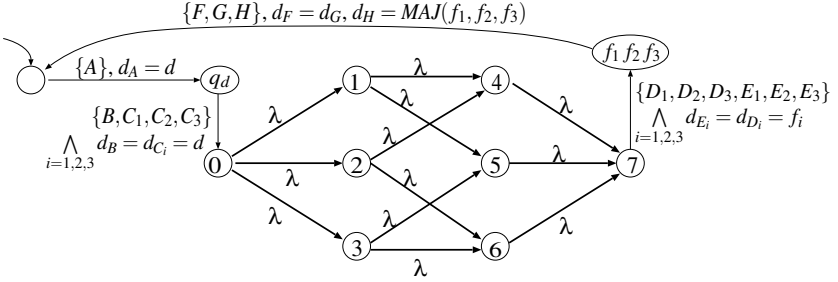 {F,G,H}, d_F = d_G, d_H = MAJ(f_1, f_2, f_3)
f_1 f_2 f_3
{A}, d_A = d
q_d
{B,C_1,C_2,C_3}
⋀ d_B = d_{C_i} = d
i=1,2,3
{D_1,D_2,D_3,E_1,E_2,E_3}
⋀ d_{E_i} = d_{D_i} = f_i
i=1,2,3
1 λ 4
λ λ λ
λ
0 λ 2 λ 5 λ 7
λ λ λ
3 λ 6